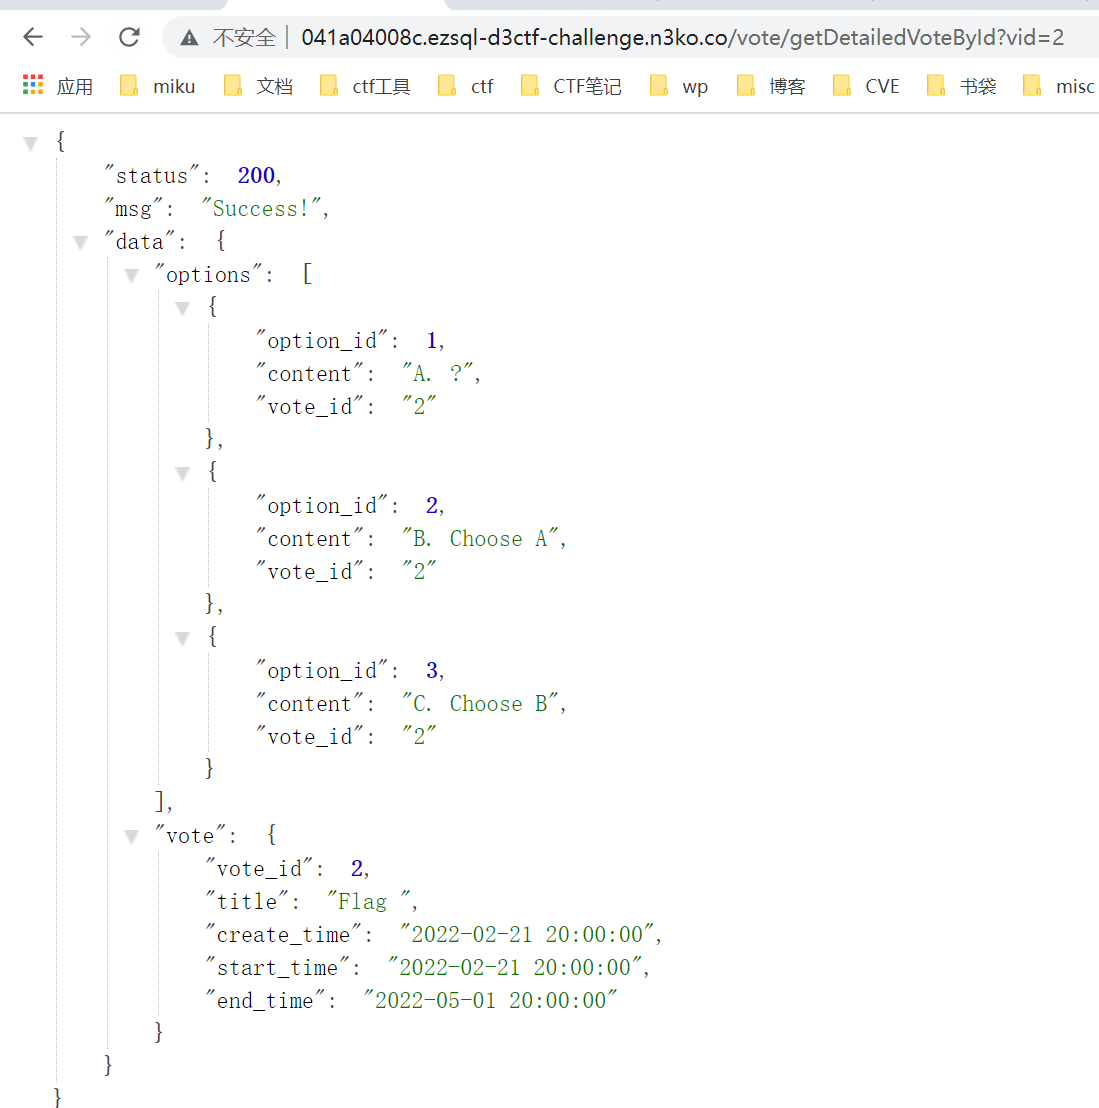 不安全 | 041a04008c.ezsql-d3ctf-challenge.n3ko.co/vote/getDetailedVoteById?vid=2
应用 miku 文档 ctf工具 ctf CTF笔记 wp 博客 CVE 书袋 misc
{
"status": 200,
"msg": "Success!",
"data": {
"options": [
{
"option_id": 1,
"content": "A. ?",
"vote_id": "2"
},
{
"option_id": 2,
"content": "B. Choose A",
"vote_id": "2"
},
{
"option_id": 3,
"content": "C. Choose B",
"vote_id": "2"
}
],
"vote": {
"vote_id": 2,
"title": "Flag ",
"create_time": "2022-02-21 20:00:00",
"start_time": "2022-02-21 20:00:00",
"end_time": "2022-05-01 20:00:00"
}
}
}